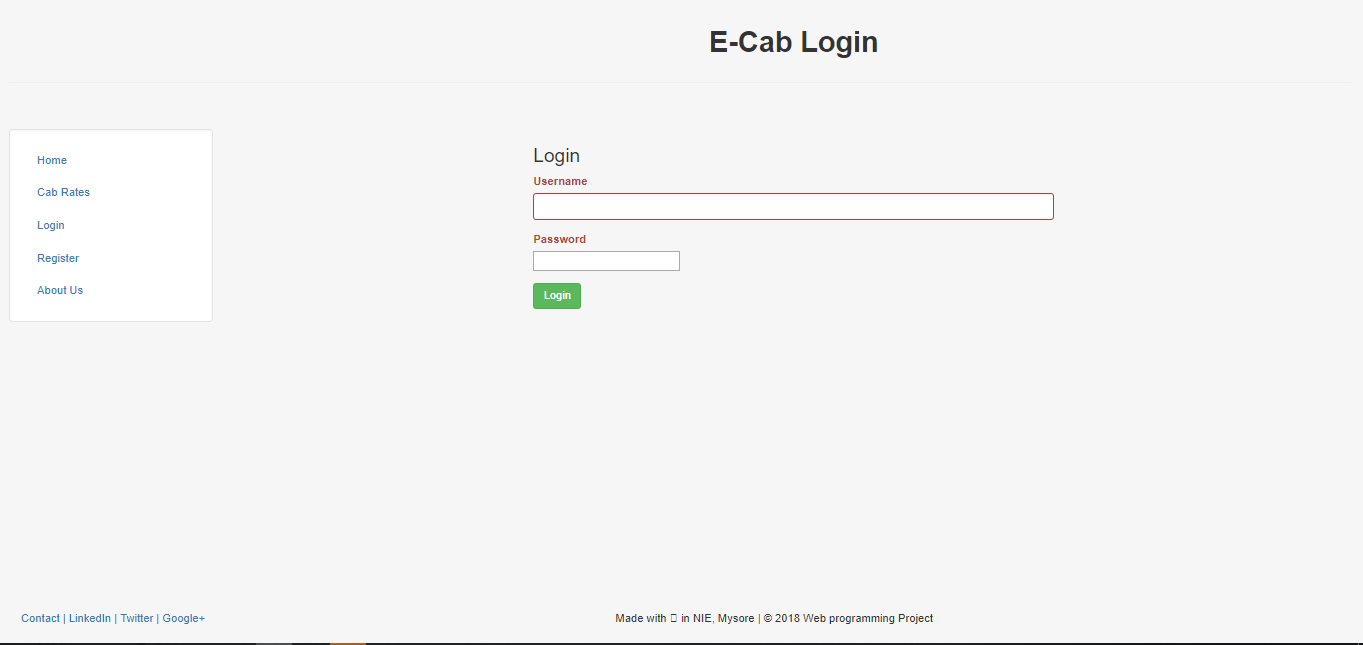 E-Cab Login
Home
Cab Rates
Login
Register
About Us
Login
Username
Password
Login
Contact | LinkedIn | Twitter | Google+
Made with ▯ in NIE, Mysore | © 2018 Web programming Project